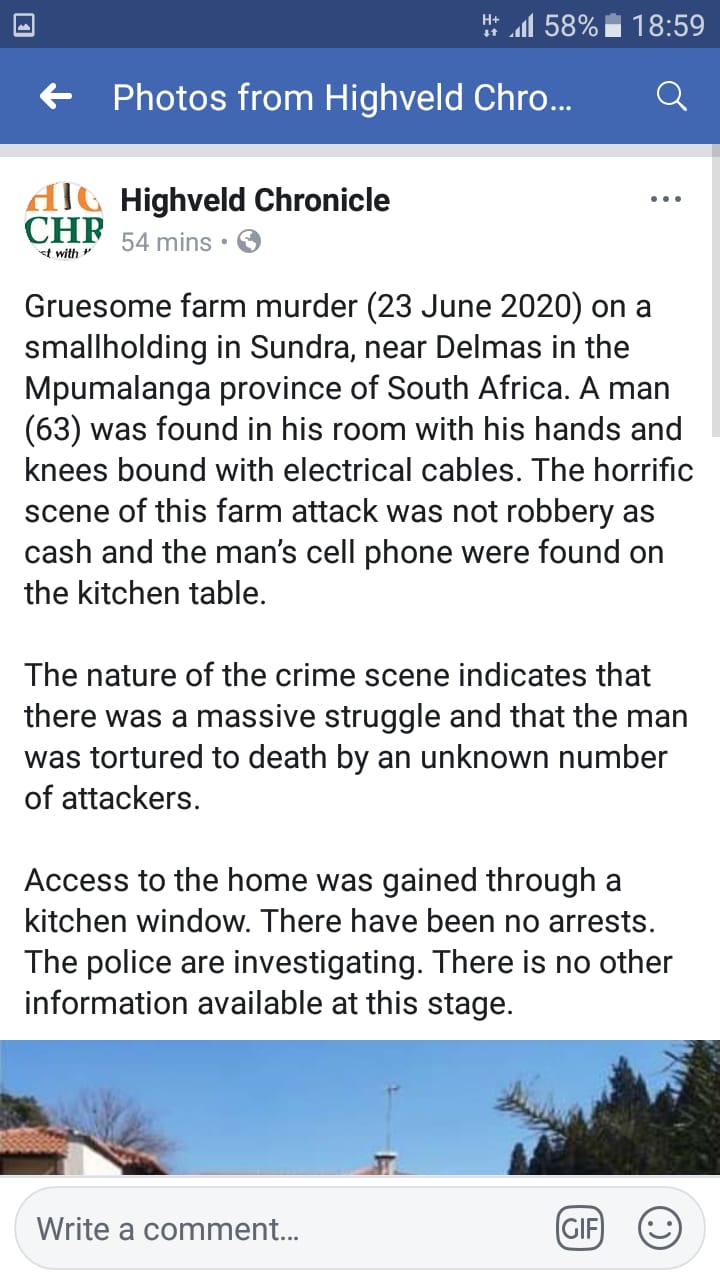 H+ 58% 18:59
Photos from Highveld Chro...
Highveld Chronicle
CHR
st with
54 mins •
Gruesome farm murder (23 June 2020) on a
smallholding in Sundra, near Delmas in the
Mpumalanga province of South Africa. A man
(63) was found in his room with his hands and
knees bound with electrical cables. The horrific
scene of this farm attack was not robbery as
cash and the man’s cell phone were found on
the kitchen table.
The nature of the crime scene indicates that
there was a massive struggle and that the man
was tortured to death by an unknown number
of attackers.
Access to the home was gained through a
kitchen window. There have been no arrests.
The police are investigating. There is no other
information available at this stage.
Write a comment...
GIF